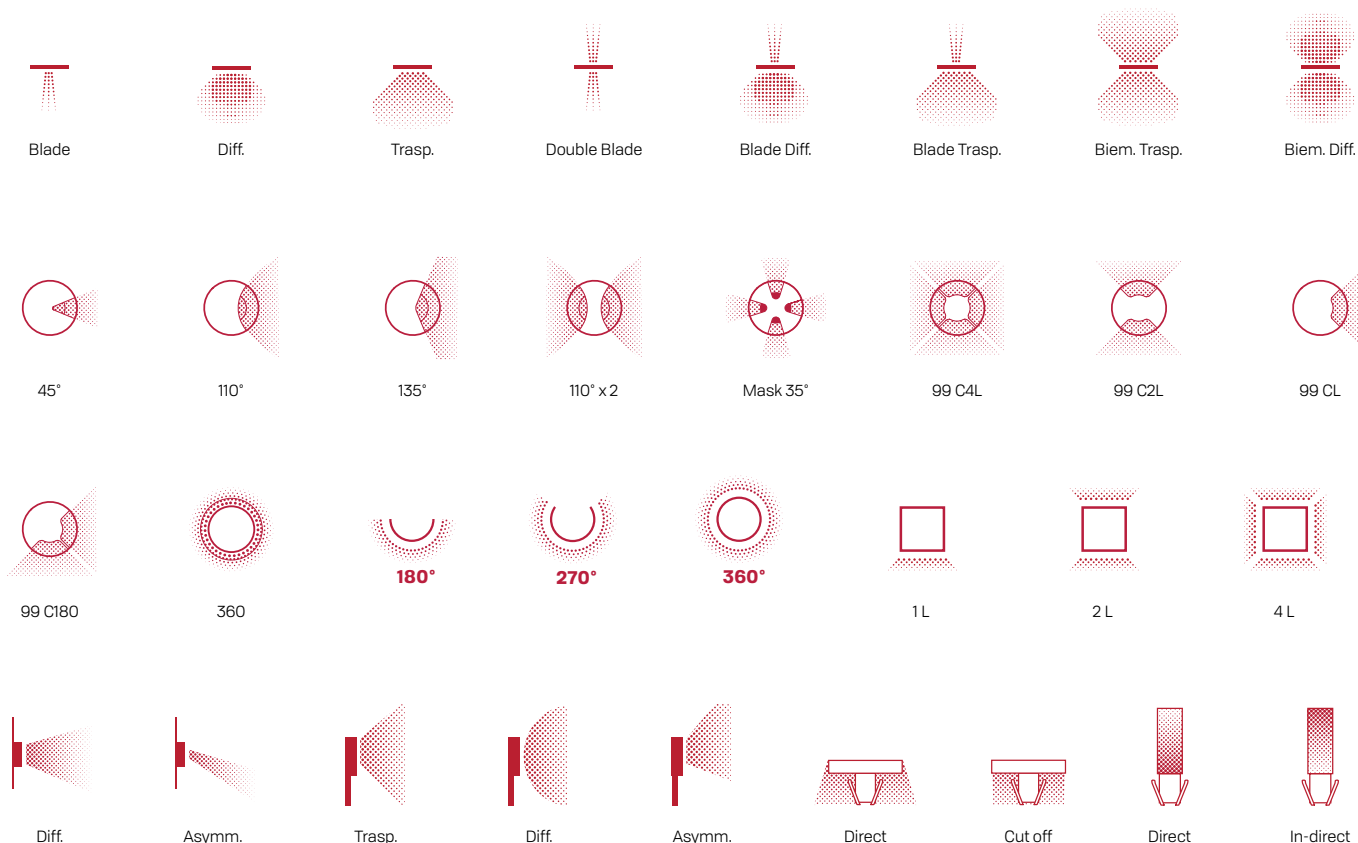 Blade
Diff.
Trasp.
Double Blade
Blade Diff.
Blade Trasp.
Biem. Trasp.
Biem. Diff.
45°
110°
135°
110° x 2
Mask 35°
99 C4L
99 C2L
99 CL
180°
270°
360°
99 C180
360
1 L
2 L
4 L
Diff.
Asymm.
Trasp.
Diff.
Asymm.
Direct
Cut off
Direct
In-direct